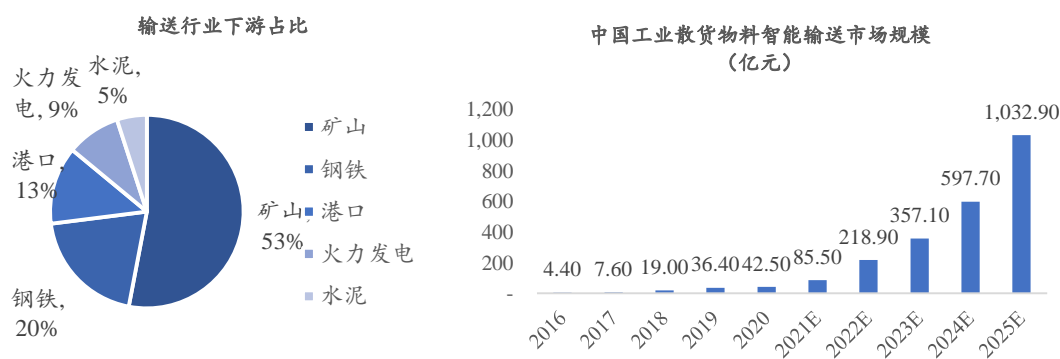 输送行业下游占比
水泥,
5%
火力发
电, 9%
港口,
13%
钢铁,
20%
矿山,
53%
矿山
钢铁
港口
火力发电
水泥
中国工业散货物料智能输送市场规模
（亿元）
1,200
1,000
800
600
400
200
-
4.40
7.60
19.00
36.40
42.50
85.50
218.90
357.10
597.70
1,032.90
2016
2017
2018
2019
2020
2021E
2022E
2023E
2024E
2025E